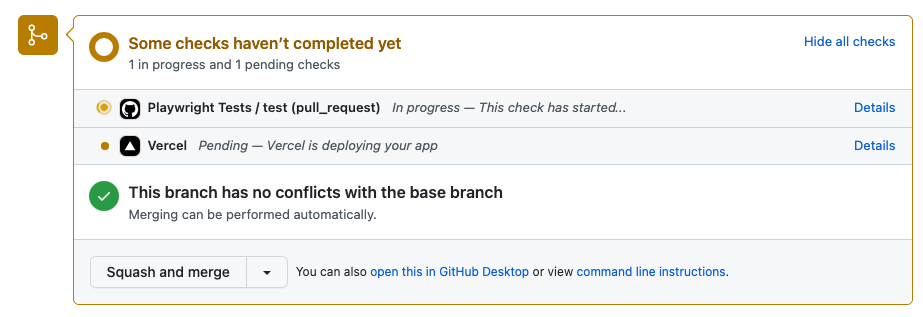 Some checks haven’t completed yet
Hide all checks
1 in progress and 1 pending checks
Playwright Tests / test (pull_request) In progress — This check has started...
Details
Vercel Pending — Vercel is deploying your app
Details
This branch has no conflicts with the base branch
Merging can be performed automatically.
Squash and merge
You can also open this in GitHub Desktop or view command line instructions.